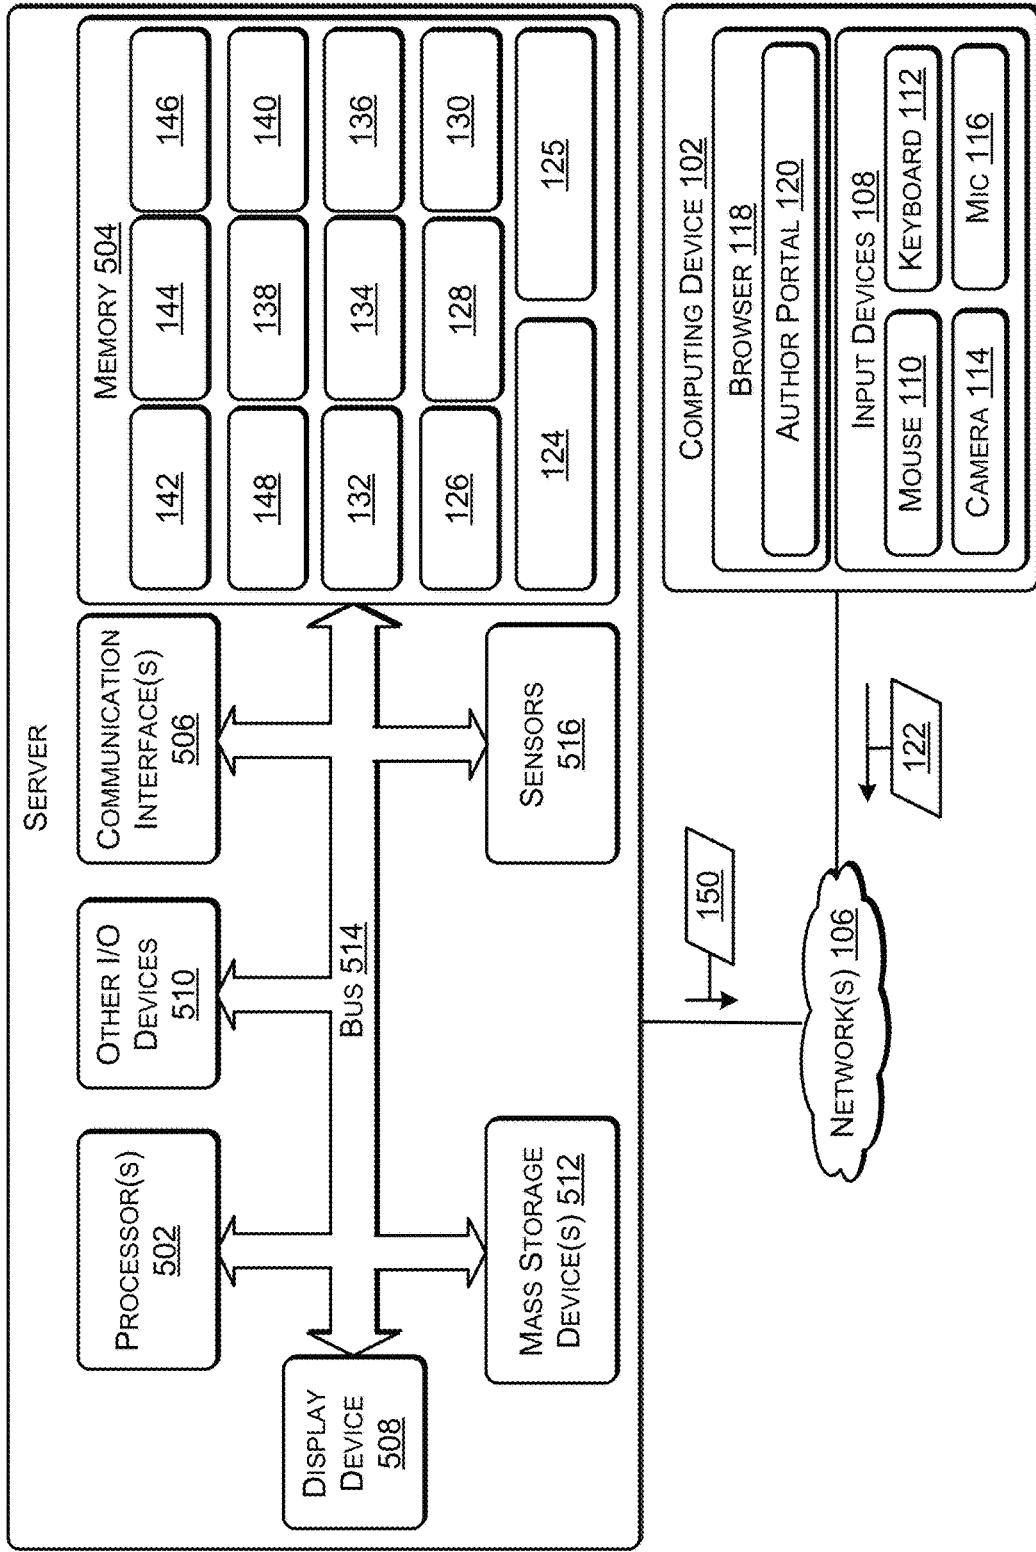 SERVER
PROCESSOR(S)
502
OTHER I/O
DEVICES
510
COMMUNICATION
INTERFACE(S)
506
MEMORY 504
142
144
146
148
138
140
132
134
136
126
128
130
124
125
DISPLAY
DEVICE
508
BUS 514
MASS STORAGE
DEVICE(S) 512
SENSORS
516
150
NETWORK(S) 106
122
COMPUTING DEVICE 102
BROWSER 118
AUTHOR PORTAL 120
INPUT DEVICES 108
MOUSE 110
KEYBOARD 112
CAMERA 114
MIC 116